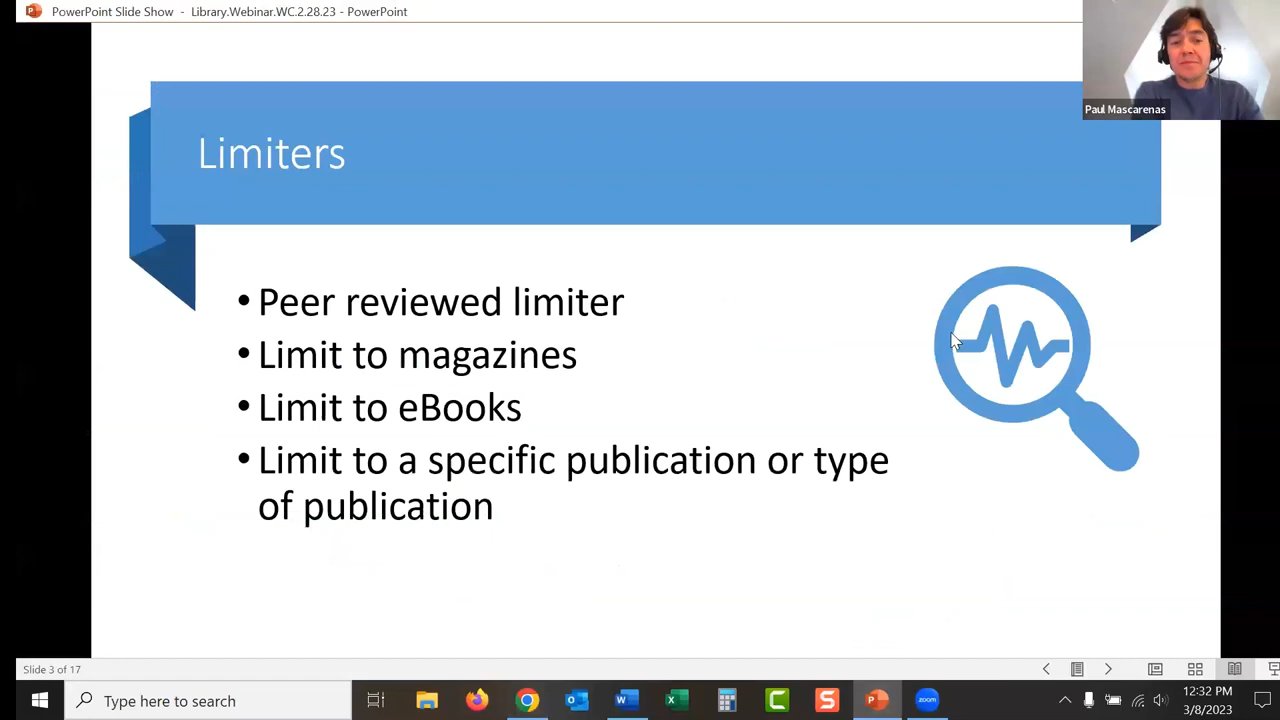 PowerPoint Slide Show - Library.Webinar.WC.2.28.23 - PowerPoint
Paul Mascarenas
Limiters
• Peer reviewed limiter
• Limit to magazines
• Limit to eBooks
• Limit to a specific publication or type
of publication
Slide 3 of 17
Type here to search
12:32 PM
3/8/2023
zoom